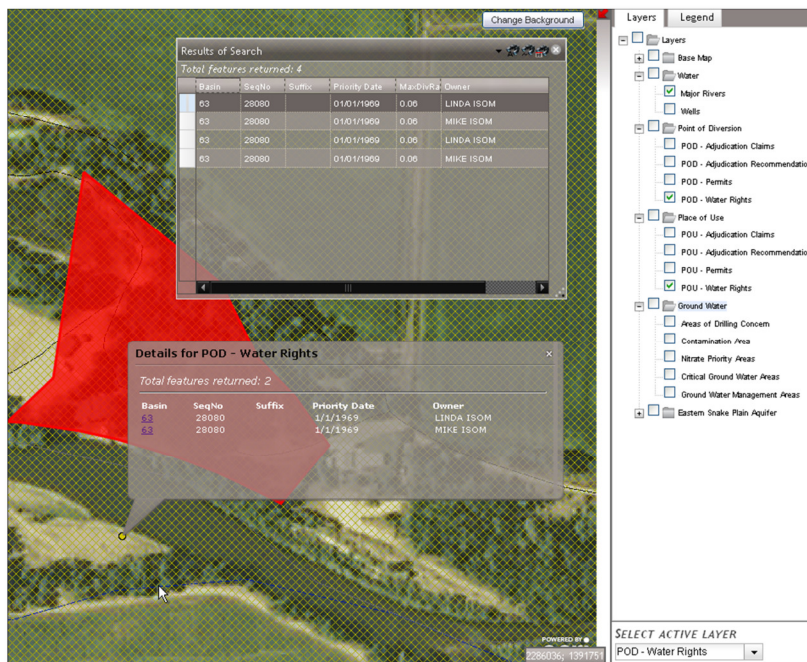 Change Background
Results of Search
Total features returned: 4
Basin SeqNo Suffix Priority Date MaxDivRa Owner
63 28080 01/01/1969 0.06 LINDA ISOM
63 28080 01/01/1969 0.06 MIKE ISOM
63 28080 01/01/1969 0.06 LINDA ISOM
63 28080 01/01/1969 0.06 MIKE ISOM
Details for POD - Water Rights
Total features returned: 2
Basin SeqNo Suffix Priority Date Owner
63 28080 1/1/1969 LINDA ISOM
63 28080 1/1/1969 MIKE ISOM
POWERED BY
2286036; 1391751
Layers Legend
Layers
Base Map
Water
Major Rivers
Wells
Point of Diversion
POD - Adjudication Claims
POD - Adjudication Recommendatio
POD - Permits
POD - Water Rights
Place of Use
POU - Adjudication Claims
POU - Adjudication Recommendatio
POU - Permits
POU - Water Rights
Ground Water
Areas of Drilling Concern
Contamination Area
Nitrate Priority Areas
Critical Ground Water Areas
Ground Water Management Areas
Eastern Snake Plain Aquifer
SELECT ACTIVE LAYER
POD - Water Rights